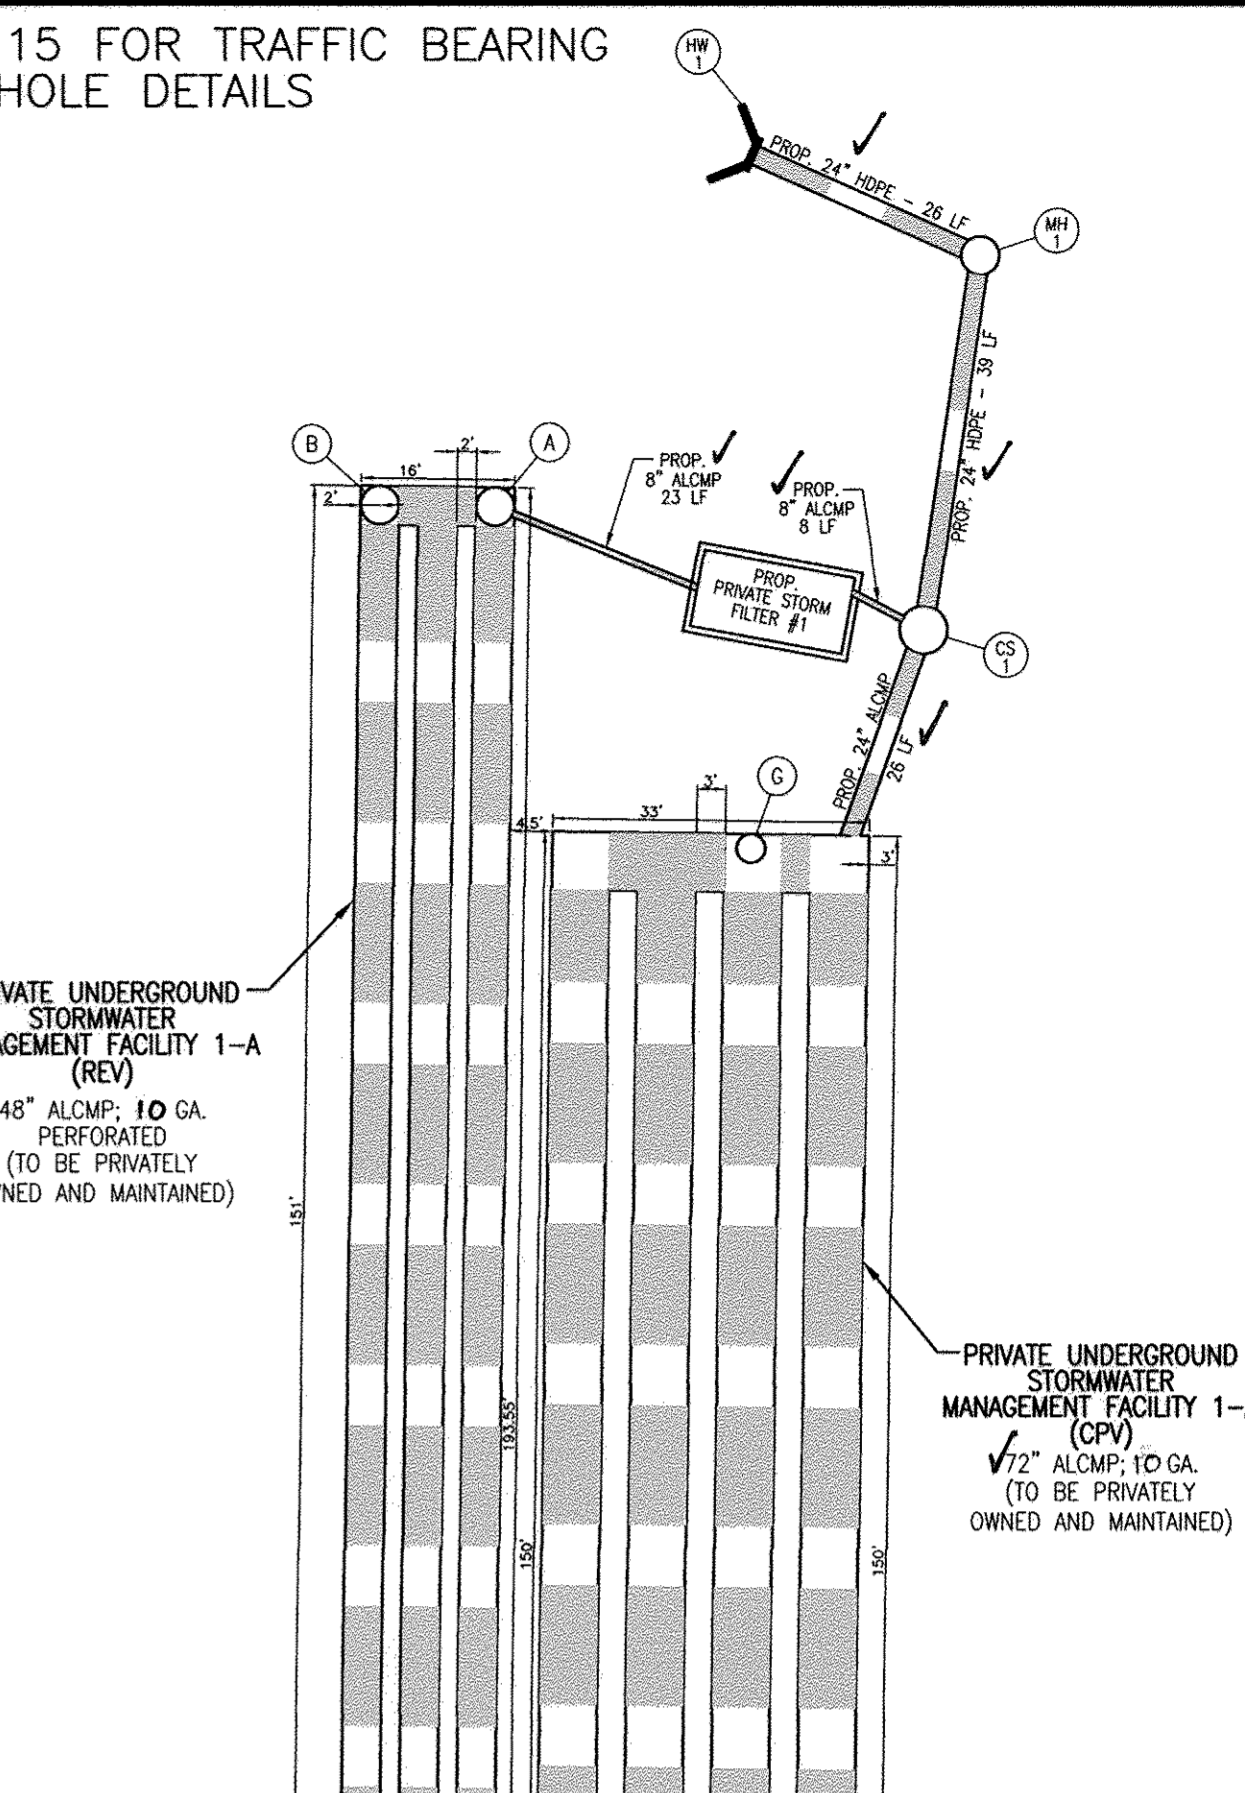 15 FOR TRAFFIC BEARING
HOLE DETAILS
HW
1
PROP. 24" HDPE - 26 LF
MH
1
PROP. 24" HDPE - 39 LF
B
A
16'
2'
2'
PROP.
8" ALCMP
23 LF
PROP.
8" ALCMP
8 LF
PROP.
PRIVATE STORM
FILTER #1
CS
1
PROP. 24" ALCMP
26 LF
G
3'
33'
4.5'
3'
VATE UNDERGROUND
STORMWATER
AGEMENT FACILITY 1-A
(REV)
48" ALCMP; 10 GA.
PERFORATED
(TO BE PRIVATELY
NED AND MAINTAINED)
151'
193.55'
150'
150'
PRIVATE UNDERGROUND
STORMWATER
MANAGEMENT FACILITY 1-
(CPV)
72" ALCMP; 10 GA.
(TO BE PRIVATELY
OWNED AND MAINTAINED)